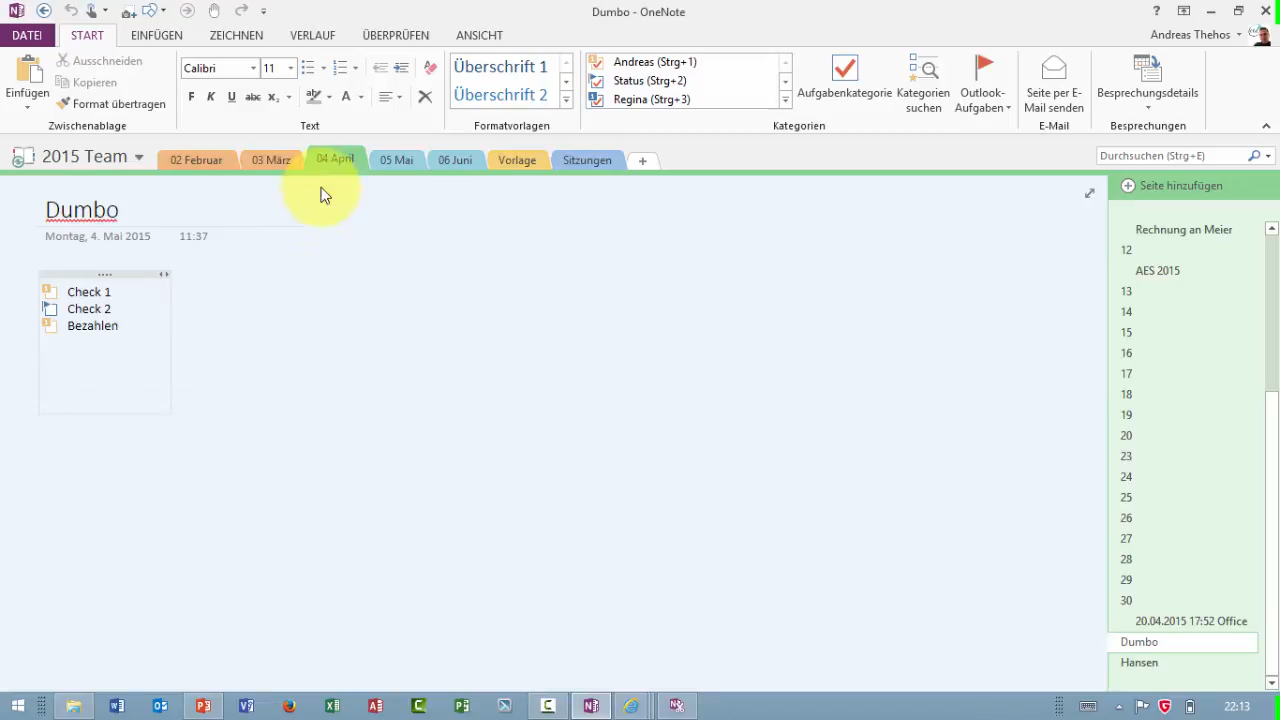 Dumbo - OneNote
DATEI START EINFÜGEN ZEICHNEN VERLAUF ÜBERPRÜFEN ANSICHT Andreas Thehos
Einfügen
Ausschneiden
Kopieren
Format übertragen
Zwischenablage
Calibri 11
F K U abc x₂ A
Text
Überschrift 1
Überschrift 2
Formatvorlagen
Andreas (Strg+1)
Status (Strg+2)
Regina (Strg+3)
Aufgabenkategorie
Kategorien suchen
Outlook-Aufgaben
Kategorien
Seite per E-Mail senden
E-Mail
Besprechungsdetails
Besprechungen
2015 Team 02 Februar 03 März 04 April 05 Mai 06 Juni Vorlage Sitzungen
Durchsuchen (Strg+E)
Dumbo
Montag, 4. Mai 2015 11:37
Check 1
Check 2
Bezahlen
Seite hinzufügen
Rechnung an Meier
12
AES 2015
13
14
15
16
17
18
19
20
23
24
25
26
27
28
29
30
20.04.2015 17:52 Office
Dumbo
Hansen
22:13